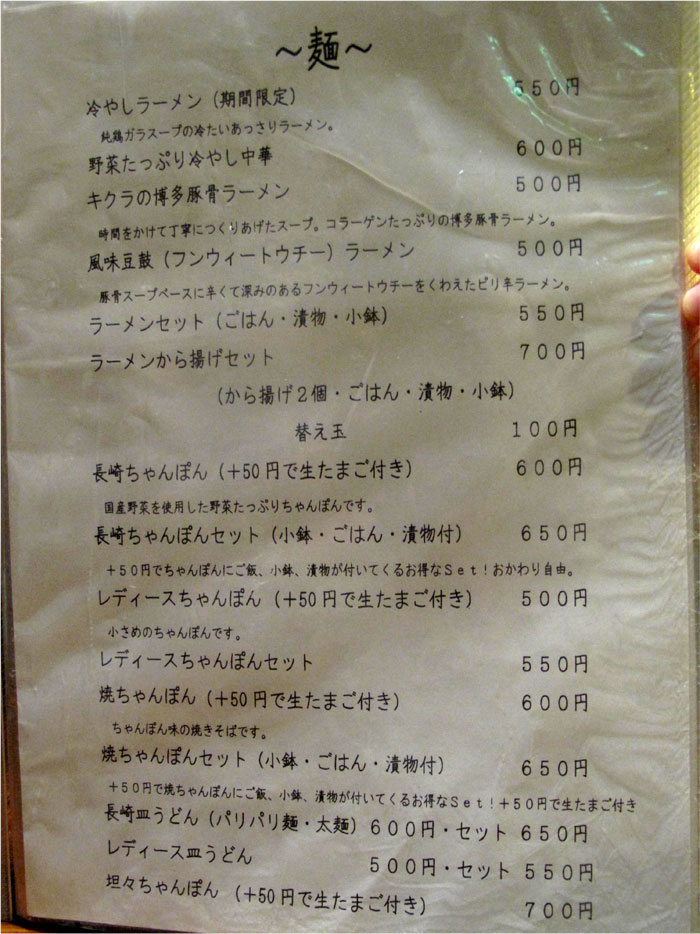 ～麺～
冷やしラーメン（期間限定） 550円
純鶏ガラスープの冷たいあっさりラーメン。
野菜たっぷり冷やし中華 600円
キクラの博多豚骨ラーメン 500円
時間をかけて丁寧につくりあげたスープ。コラーゲンたっぷりの博多豚骨ラーメン。
風味豆鼓（フンウィートウチー）ラーメン 500円
豚骨スープベースに辛くて深みのあるフンウィートウチーをくわえたピリ辛ラーメン。
ラーメンセット（ごはん・漬物・小鉢） 550円
ラーメンから揚げセット 700円
（から揚げ２個・ごはん・漬物・小鉢）
替え玉 100円
長崎ちゃんぽん（＋50円で生たまご付き） 600円
国産野菜を使用した野菜たっぷりちゃんぽんです。
長崎ちゃんぽんセット（小鉢・ごはん・漬物付） 650円
＋５０円でちゃんぽんにご飯、小鉢、漬物が付いてくるお得なＳｅｔ！おかわり自由。
レディースちゃんぽん（＋50円で生たまご付き） 500円
小さめのちゃんぽんです。
レディースちゃんぽんセット 550円
焼ちゃんぽん（＋50円で生たまご付き） 600円
ちゃんぽん味の焼きそばです。
焼ちゃんぽんセット（小鉢・ごはん・漬物付） 650円
＋５０円で焼ちゃんぽんにご飯、小鉢、漬物が付いてくるお得なＳｅｔ！＋５０円で生たまご付き
長崎皿うどん（パリパリ麺・太麺）600円・セット 650円
レディース皿うどん 500円・セット 550円
坦々ちゃんぽん（＋50円で生たまご付き） 700円